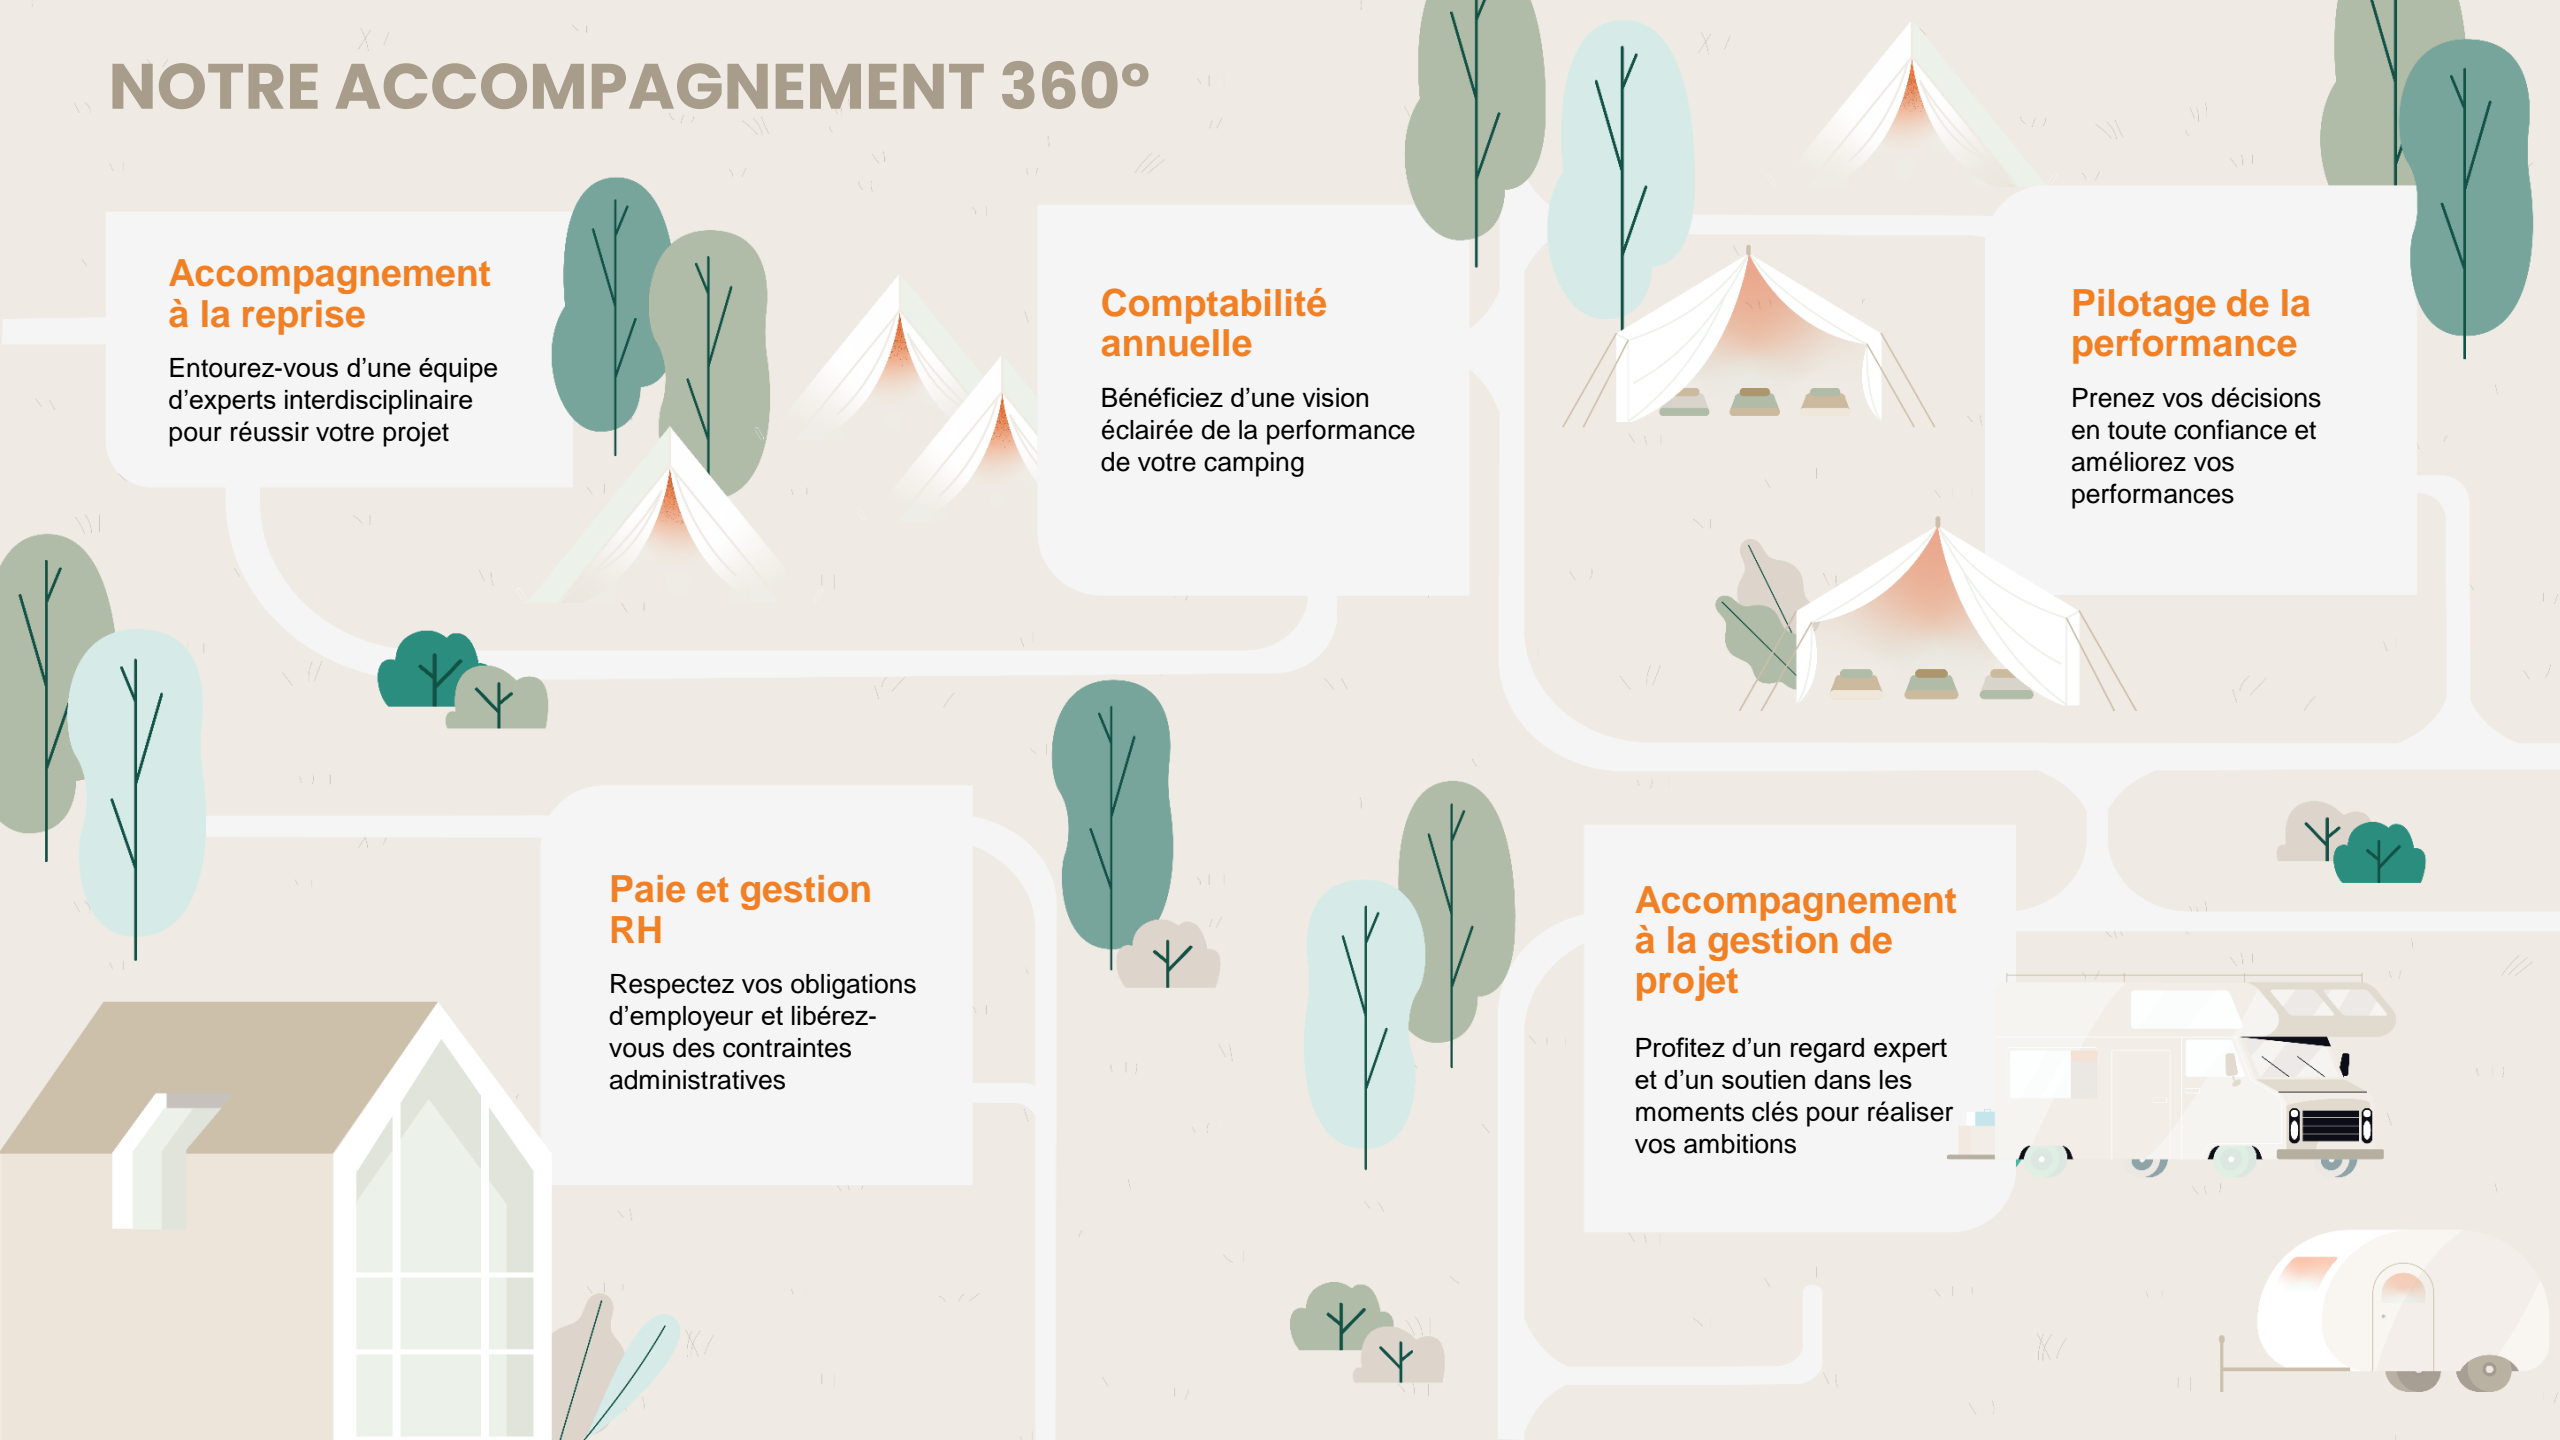 NOTRE ACCOMPAGNEMENT 360°
Accompagnement
à la reprise
Entourez-vous d’une équipe
d’experts interdisciplinaire
pour réussir votre projet
Comptabilité
annuelle
Bénéficiez d’une vision
éclairée de la performance
de votre camping
Pilotage de la
performance
Prenez vos décisions
en toute confiance et
améliorez vos
performances
Paie et gestion
RH
Respectez vos obligations
d’employeur et libérez-
vous des contraintes
administratives
Accompagnement
à la gestion de
projet
Profitez d’un regard expert
et d’un soutien dans les
moments clés pour réaliser
vos ambitions